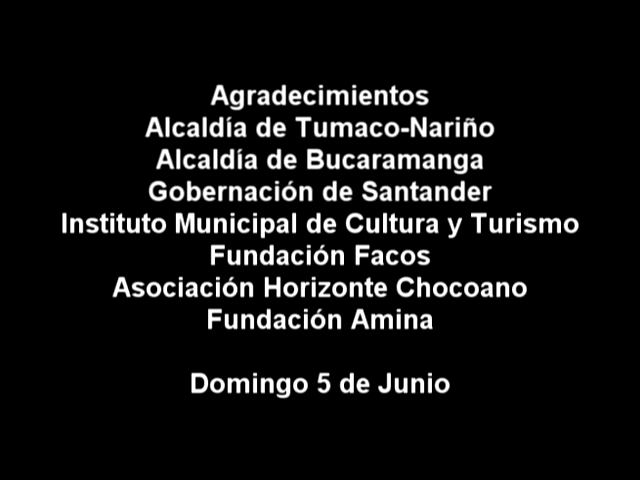 Agradecimientos
Alcaldía de Tumaco-Nariño
Alcaldía de Bucaramanga
Gobernación de Santander
Instituto Municipal de Cultura y Turismo
Fundación Facos
Asociación Horizonte Chocoano
Fundación Amina
Domingo 5 de Junio